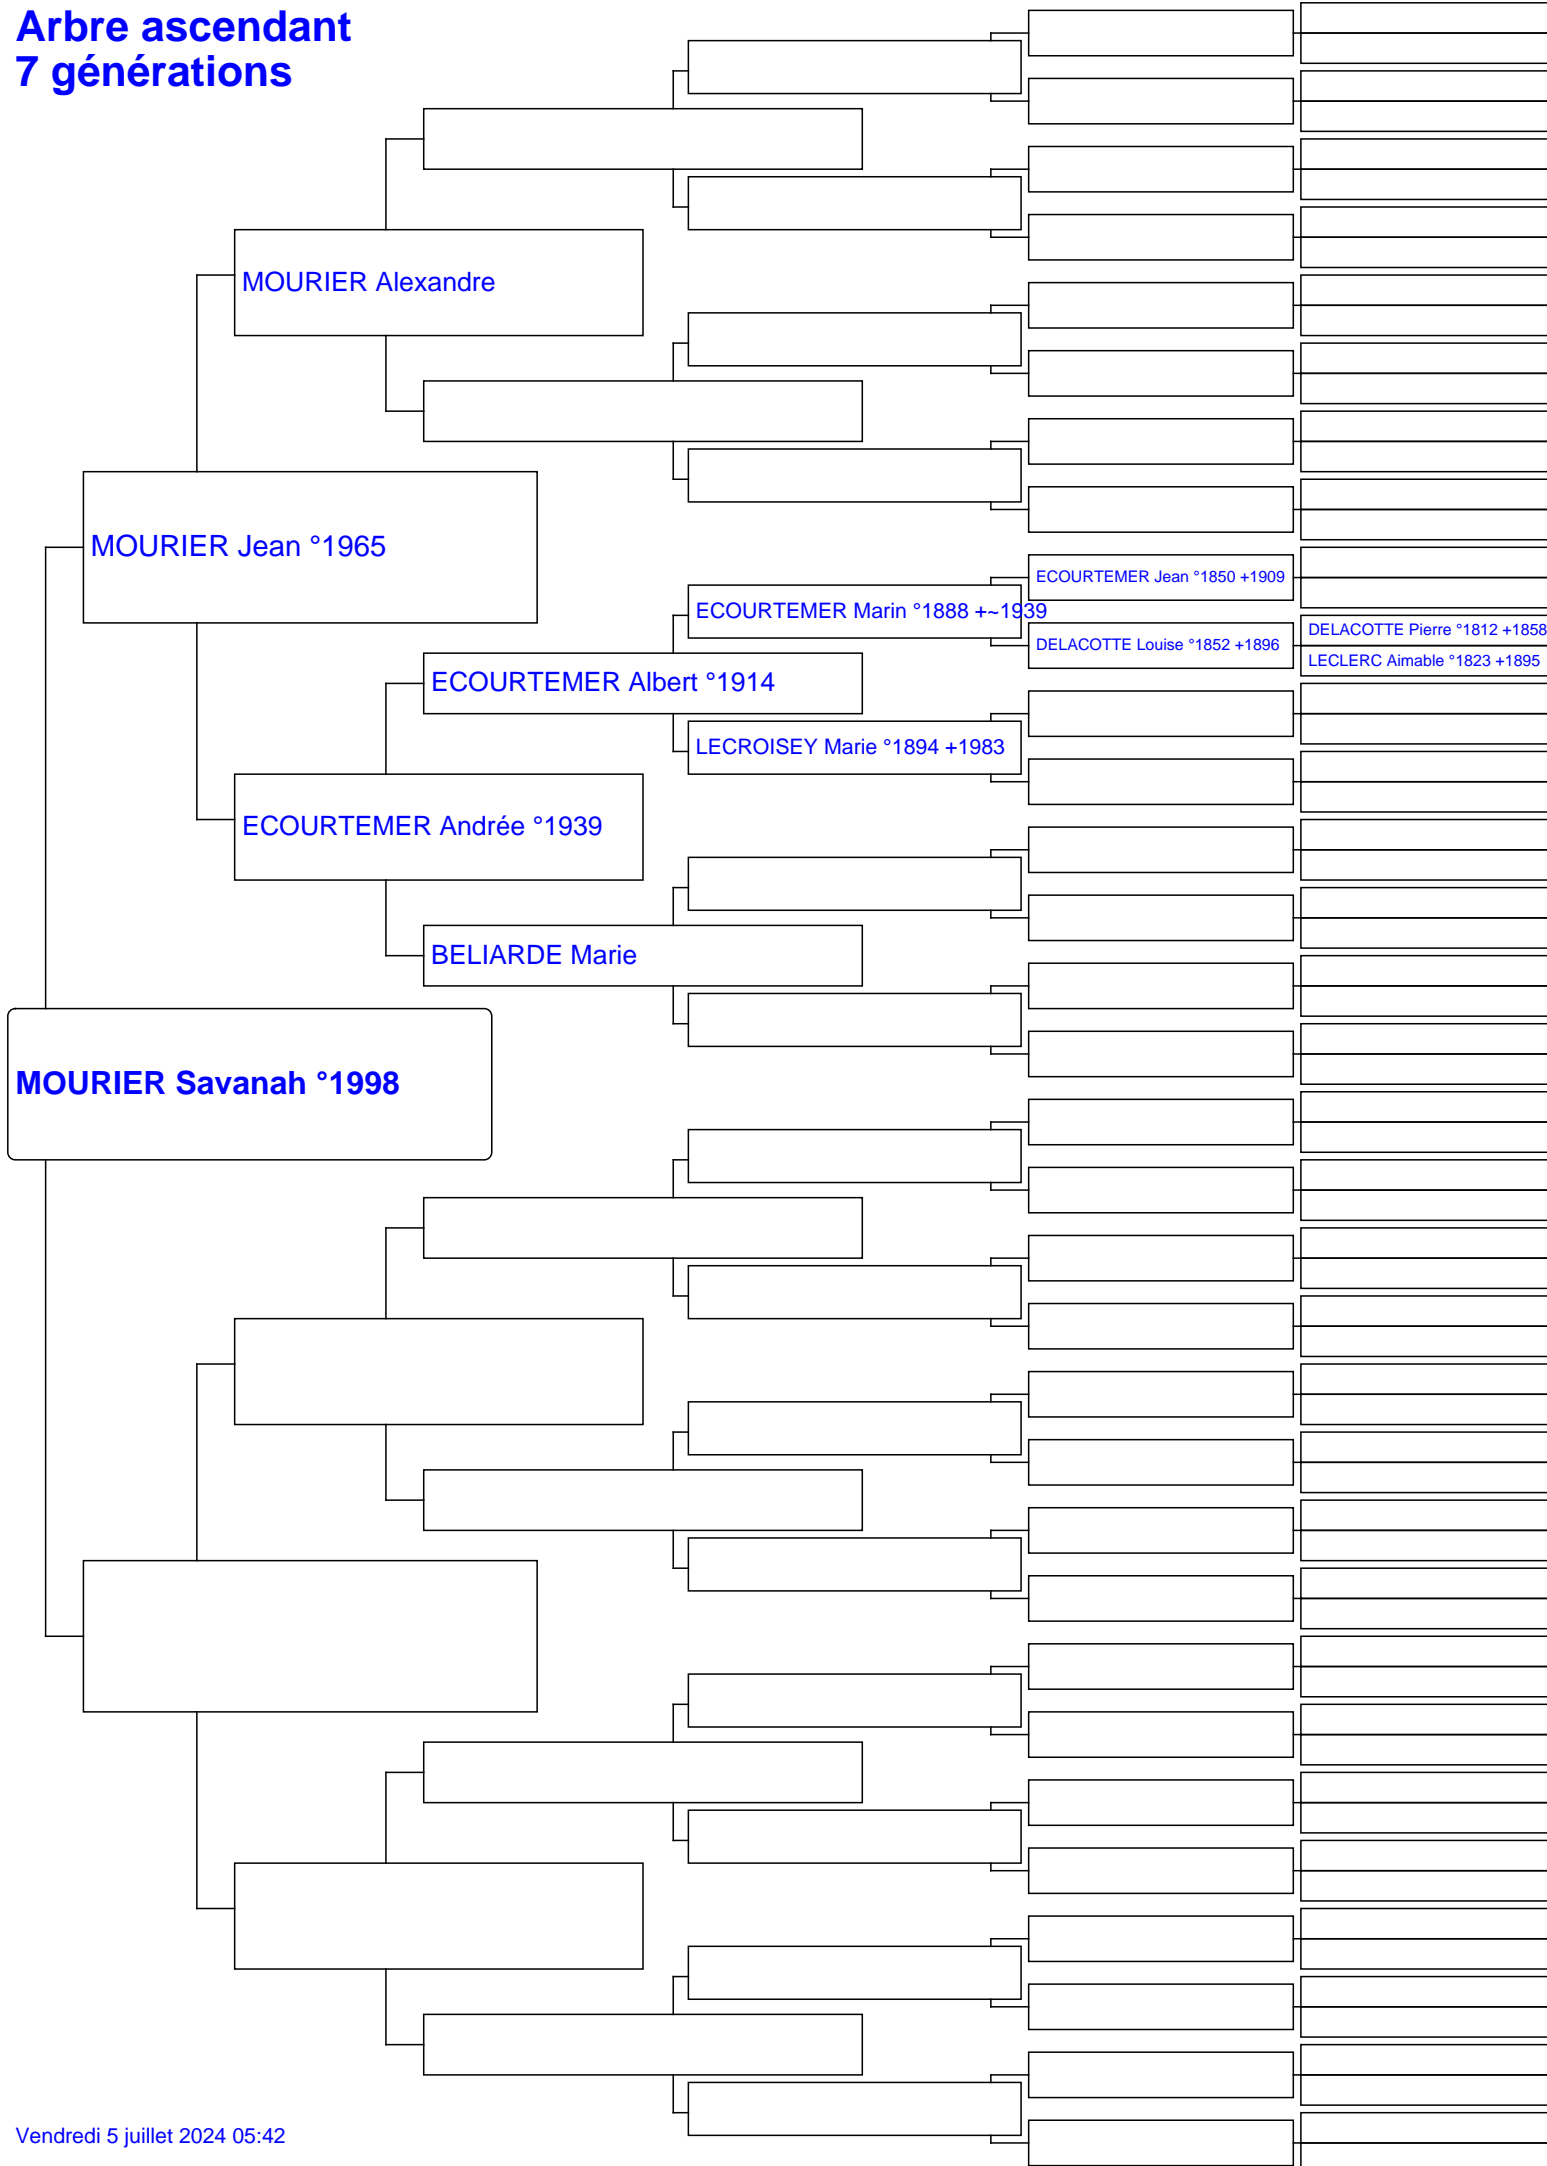 Arbre ascendant
7 générations
MOURIER Alexandre
MOURIER Jean °1965
ECOURTEMER Jean °1850 +1909
ECOURTEMER Marin °1888 +~1939
DELACOTTE Pierre °1812 +1858
DELACOTTE Louise °1852 +1896
LECLERC Aimable °1823 +1895
ECOURTEMER Albert °1914
LECROISEY Marie °1894 +1983
ECOURTEMER Andrée °1939
BELIARDE Marie
MOURIER Savanah °1998
Vendredi 5 juillet 2024 05:42